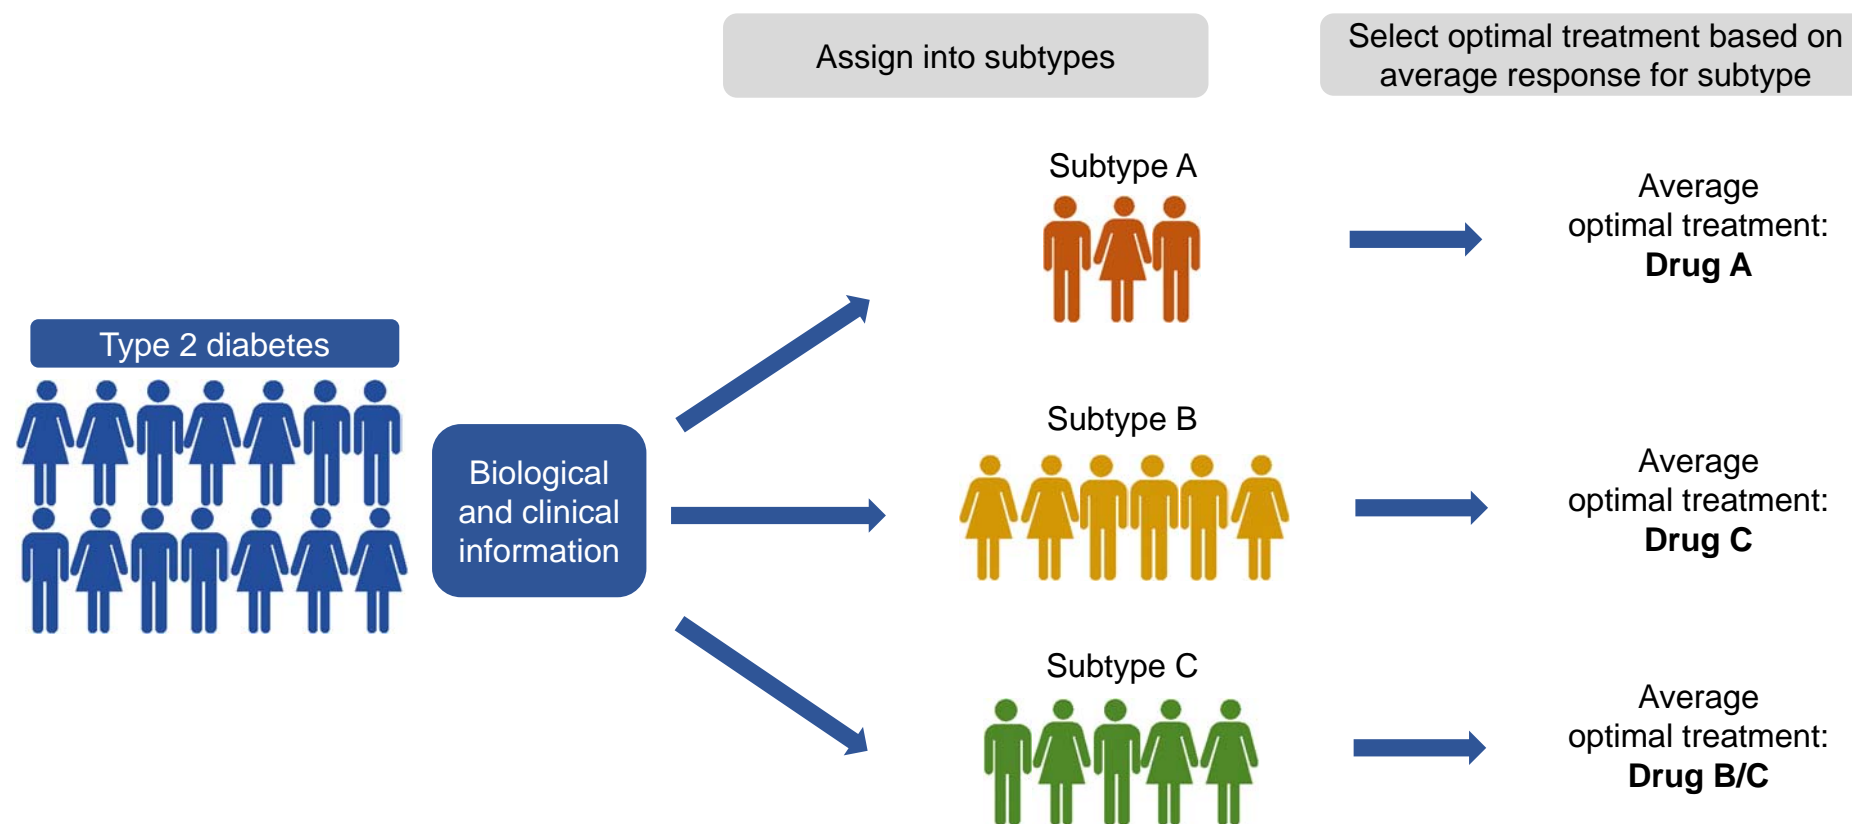 Assign into subtypes
Select optimal treatment based on
average response for subtype
Type 2 diabetes
Biological
and clinical
information
Subtype A
Average
optimal treatment:
Drug A
Subtype B
Average
optimal treatment:
Drug C
Subtype C
Average
optimal treatment:
Drug B/C